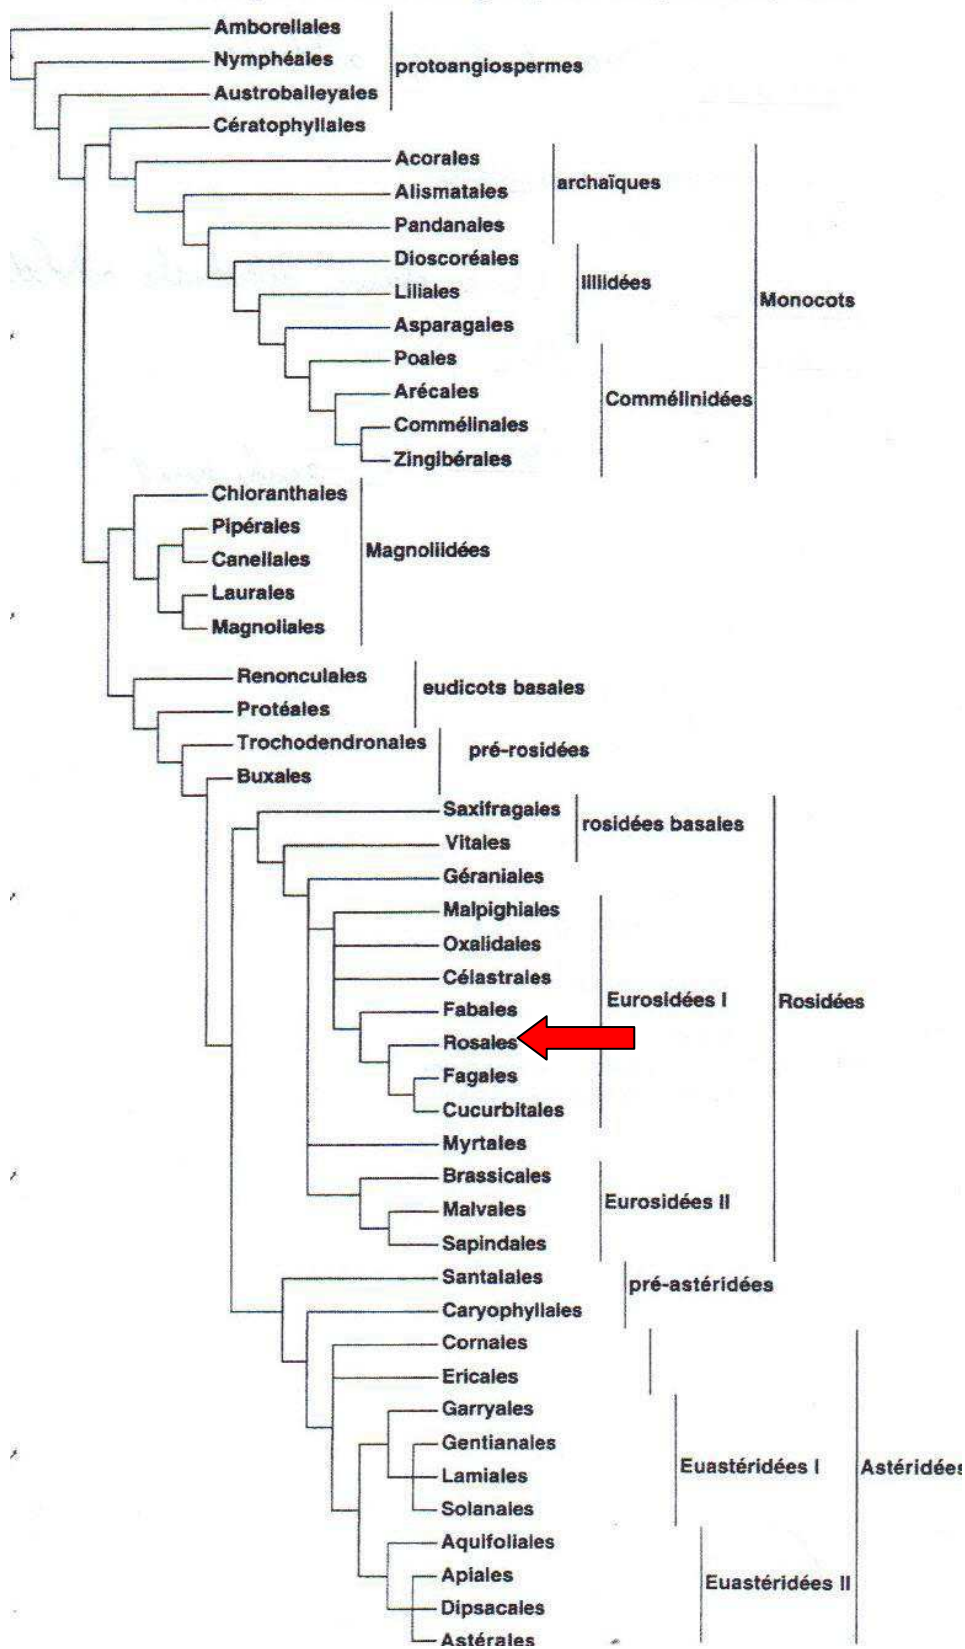 Amborellales
Nymphéales
protoangiospermes
Austrobaileyales
Cératophyllales
Acorales
archaïques
Alismatales
Pandanales
Dioscoréales
lillidées
Liliales
Monocots
Asparagales
Poales
Arécales
Commélinidées
Commélinales
Zingibérales
Chloranthales
Pipérales
Magnoliidées
Canellales
Laurales
Magnoliales
Renonculales
eudicots basales
Protéales
Trochodendronales
pré-rosidées
Buxales
Saxifragales
rosidées basales
Vitales
Géraniales
Malpighiales
Oxalidales
Célastrales
Eurosidées I
Rosidées
Fabales
Rosales
Fagales
Cucurbitales
Myrtales
Brassicales
Eurosidées II
Malvales
Sapindales
Santalales
pré-astéridées
Caryophyllales
Cornales
Ericales
Garryales
Gentianales
Euastéridées I
Astéridées
Lamiales
Solanales
Aquifoliales
Apiales
Euastéridées II
Dipsacales
Astérales